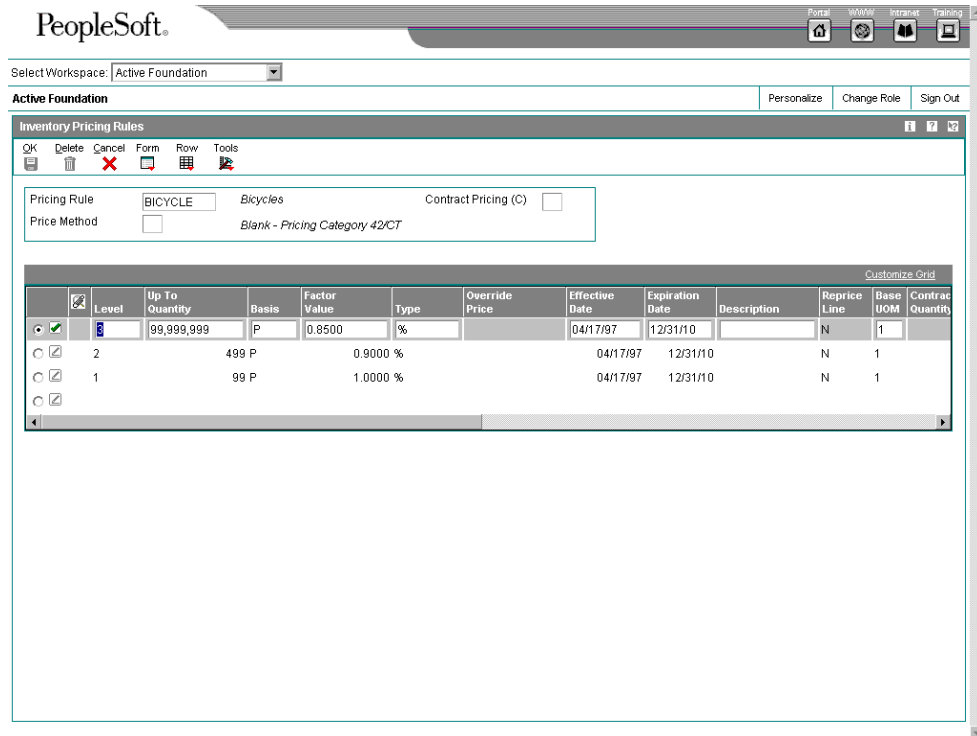 PeopleSoft®
Portal WWW Intranet Training
Select Workspace: Active Foundation
Active Foundation Personalize Change Role Sign Out
Inventory Pricing Rules i ? ?
OK Delete Cancel Form Row Tools
Pricing Rule BICYCLE Bicycles Contract Pricing (C)
Price Method Blank - Pricing Category 42/CT
Customize Grid
Level Up To Quantity Basis Factor Value Type Override Price Effective Date Expiration Date Description Reprice Line Base UOM Contrac Quantity
3 99,999,999 P 0.8500 % 04/17/97 12/31/10 N 1
2 499 P 0.9000 % 04/17/97 12/31/10 N 1
1 99 P 1.0000 % 04/17/97 12/31/10 N 1